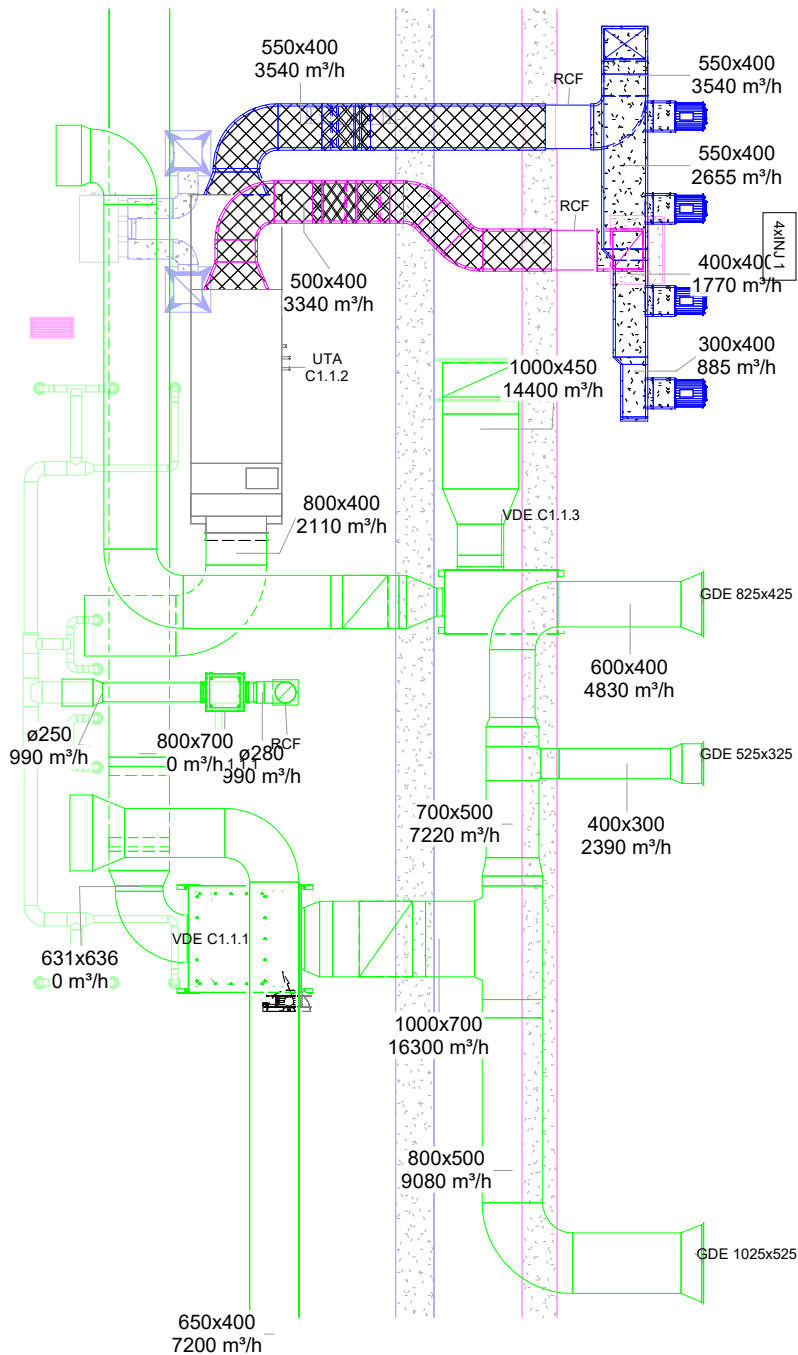 550x400
3540 m³/h
RCF
550x400
3540 m³/h
550x400
2655 m³/h
RCF
4xINJ 1
400x400
1770 m³/h
500x400
3340 m³/h
300x400
885 m³/h
UTA
C1.1.2
1000x450
14400 m³/h
800x400
2110 m³/h
VDE C1.1.3
GDE 825x425
600x400
4830 m³/h
ø250
990 m³/h
800x700
0 m³/h
1.1.1
ø280
990 m³/h
RCF
GDE 525x325
400x300
2390 m³/h
700x500
7220 m³/h
VDE C1.1.1
631x636
0 m³/h
1000x700
16300 m³/h
800x500
9080 m³/h
GDE 1025x525
650x400
7200 m³/h